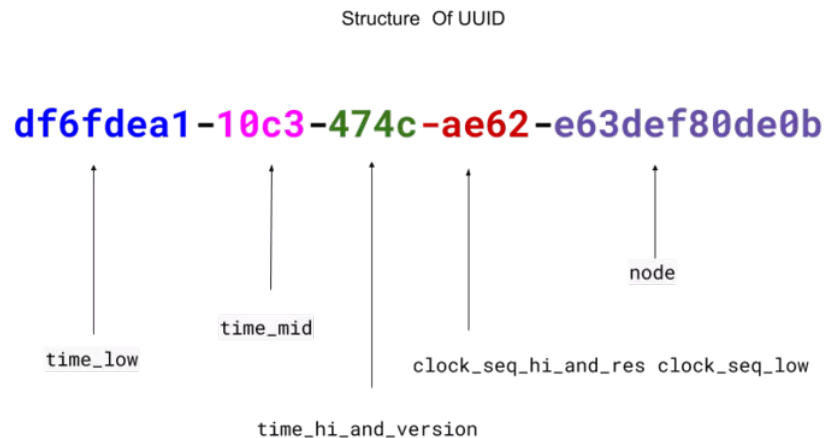 Structure Of UUID
df6fdea1-10c3-474c-ae62-e63def80de0b
node
time_mid
time_low
clock_seq_hi_and_res clock_seq_low
time_hi_and_version